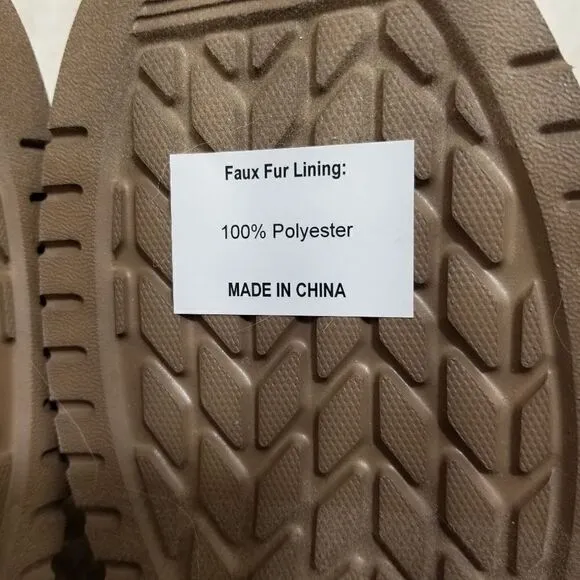 Faux Fur Lining:
100% Polyester
MADE IN CHINA